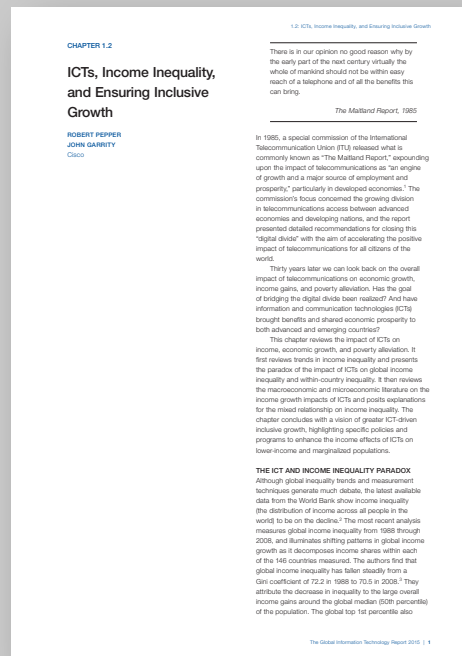 1.2: ICTs, Income Inequality, and Ensuring Inclusive Growth
CHAPTER 1.2
ICTs, Income Inequality,
and Ensuring Inclusive
Growth
ROBERT PEPPER
JOHN GARRITY
Cisco
There is in our opinion no good reason why by
the early part of the next century virtually the
whole of mankind should not be within easy
reach of a telephone and of all the benefits this
can bring.
The Maitland Report, 1985
In 1985, a special commission of the International
Telecommunication Union (ITU) released what is
commonly known as “The Maitland Report,” expounding
upon the impact of telecommunications as “an engine
of growth and a major source of employment and
prosperity,” particularly in developed economies.1 The
commission’s focus concerned the growing division
in telecommunications access between advanced
economies and developing nations, and the report
presented detailed recommendations for closing this
“digital divide” with the aim of accelerating the positive
impact of telecommunications for all citizens of the
world.
Thirty years later we can look back on the overall
impact of telecommunications on economic growth,
income gains, and poverty alleviation. Has the goal
of bridging the digital divide been realized? And have
information and communication technologies (ICTs)
brought benefits and shared economic prosperity to
both advanced and emerging countries?
This chapter reviews the impact of ICTs on
income, economic growth, and poverty alleviation. It
first reviews trends in income inequality and presents
the paradox of the impact of ICTs on global income
inequality and within-country inequality. It then reviews
the macroeconomic and microeconomic literature on the
income growth impacts of ICTs and posits explanations
for the mixed relationship on income inequality. The
chapter concludes with a vision of greater ICT-driven
inclusive growth, highlighting specific policies and
programs to enhance the income effects of ICTs on
lower-income and marginalized populations.
THE ICT AND INCOME INEQUALITY PARADOX
Although global inequality trends and measurement
techniques generate much debate, the latest available
data from the World Bank show income inequality
(the distribution of income across all people in the
world) to be on the decline.2 The most recent analysis
measures global income inequality from 1988 through
2008, and illuminates shifting patterns in global income
growth as it decomposes income shares within each
of the 146 countries measured. The authors find that
global income inequality has fallen steadily from a
Gini coefficient of 72.2 in 1988 to 70.5 in 2008.3 They
attribute the decrease in inequality to the large overall
income gains around the global median (50th percentile)
of the population. The global top 1st percentile also
The Global Information Technology Report 2015 | 1